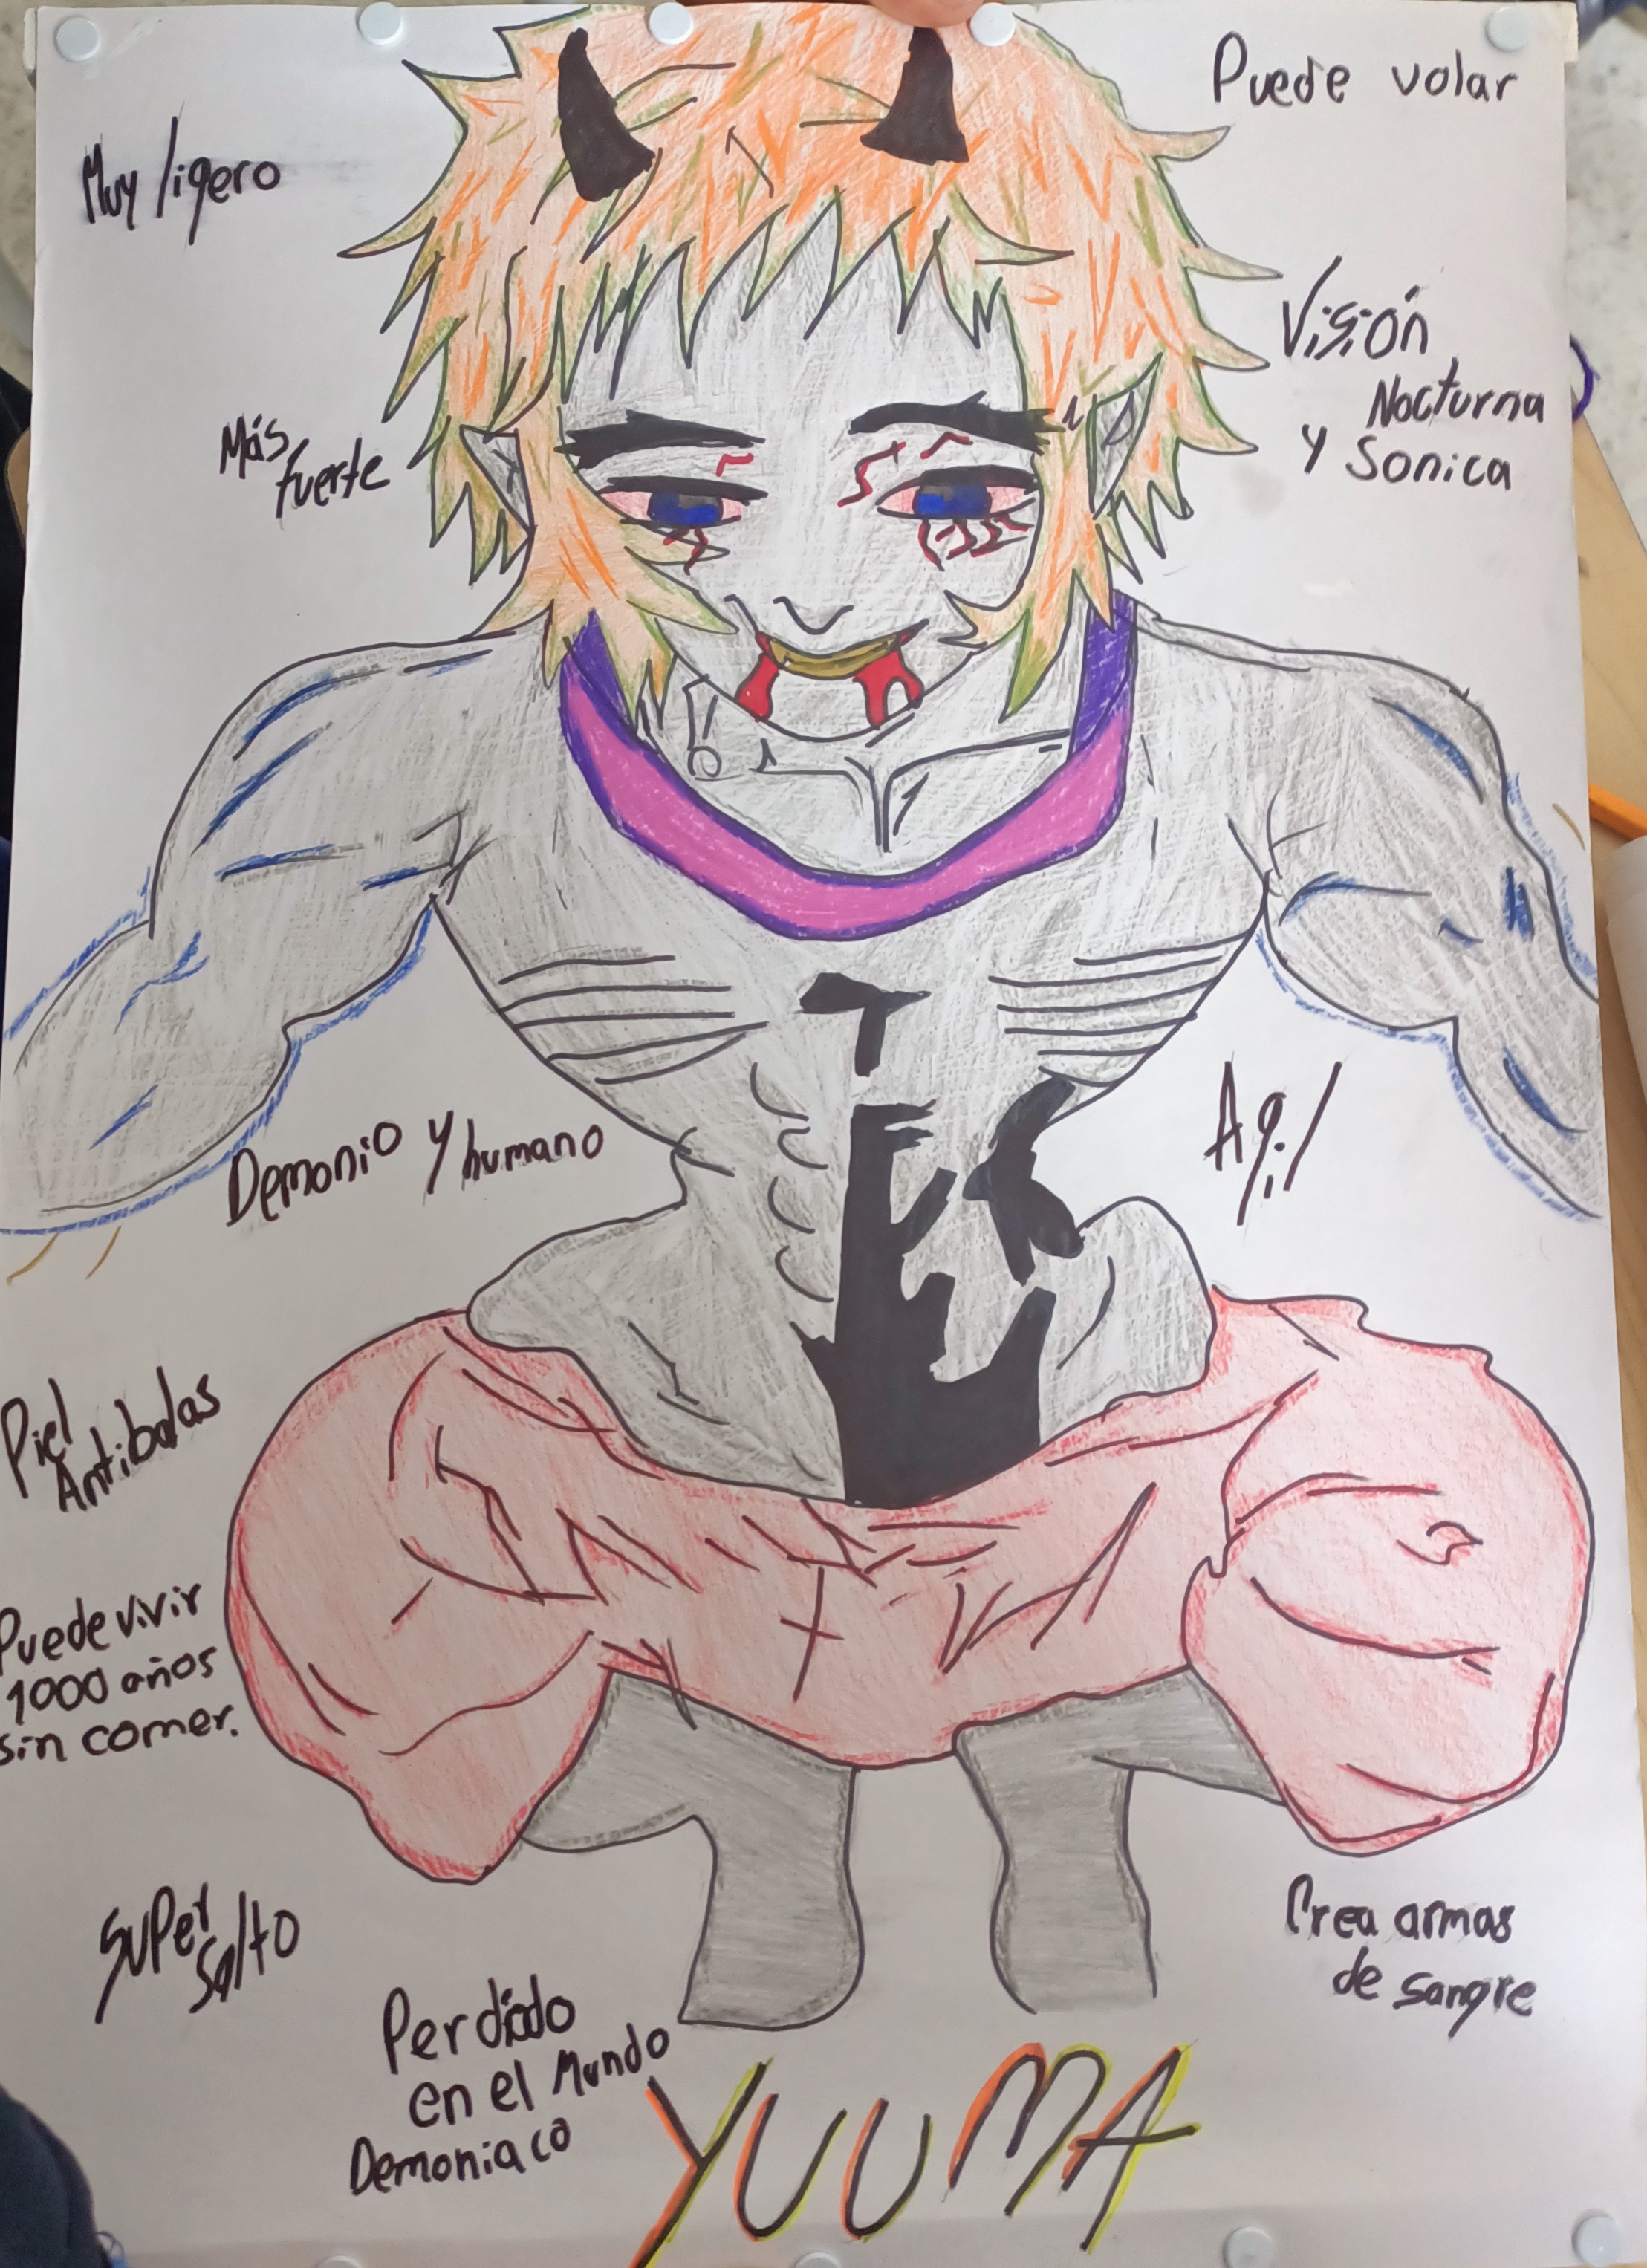 Puede volar
Muy ligero
Visión
Nocturna
y Sonica
Más
fuerte
Demonio y humano
Agil
Piel
Antibalas
Puede vivir
1000 años
sin comer.
Super
Salto
Crea armas
de sangre
Perdido
en el Mundo
Demoniaco
YUUMA